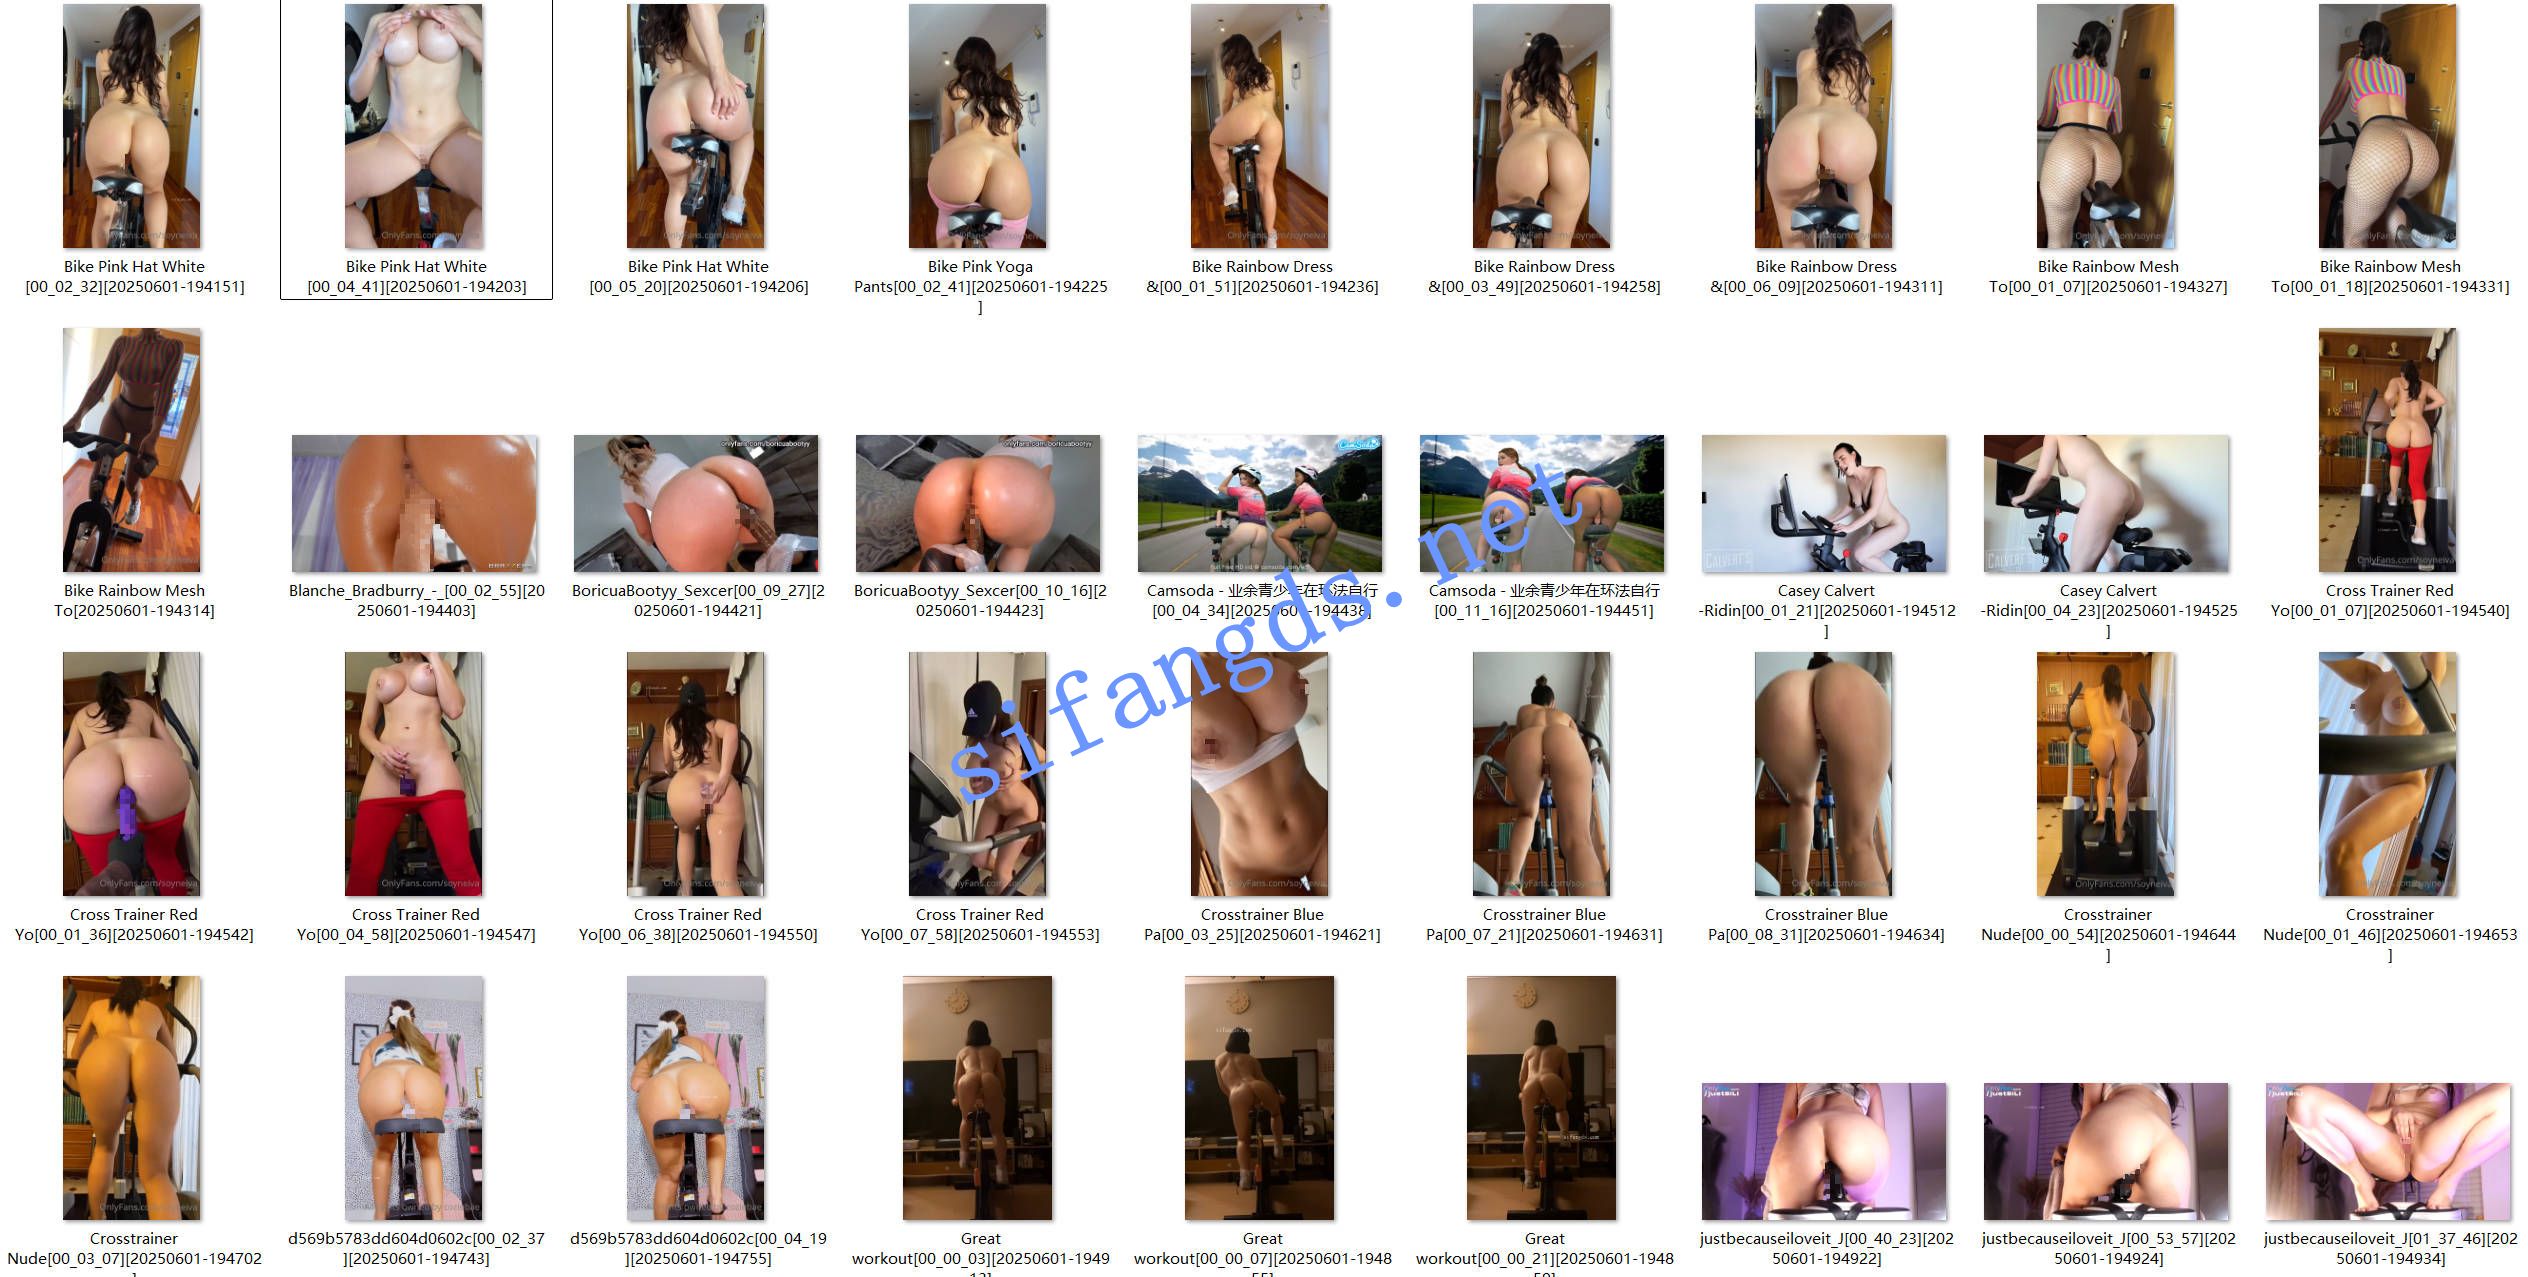 Bike Pink Hat White
[00_02_32][20250601-194151]
Bike Pink Hat White
[00_04_41][20250601-194203]
Bike Pink Hat White
[00_05_20][20250601-194206]
Bike Pink Yoga
Pants[00_02_41][20250601-194225
]
Bike Rainbow Dress
&[00_01_51][20250601-194236]
Bike Rainbow Dress
&[00_03_49][20250601-194258]
Bike Rainbow Dress
&[00_06_09][20250601-194311]
Bike Rainbow Mesh
To[00_01_07][20250601-194327]
Bike Rainbow Mesh
To[00_01_18][20250601-194331]
Bike Rainbow Mesh
To[20250601-194314]
Blanche_Bradburry_-_[00_02_55][20
250601-194403]
BoricuaBootyy_Sexcer[00_09_27][2
0250601-194421]
BoricuaBootyy_Sexcer[00_10_16][2
0250601-194423]
Camsoda - 业余青少年在环法自行
[00_04_34][20250601-194438]
Camsoda - 业余青少年在环法自行
[00_11_16][20250601-194451]
Casey Calvert
-Ridin[00_01_21][20250601-194512
]
Casey Calvert
-Ridin[00_04_23][20250601-194525
]
Cross Trainer Red
Yo[00_01_07][20250601-194540]
sifangds.net
Cross Trainer Red
Yo[00_01_36][20250601-194542]
Cross Trainer Red
Yo[00_04_58][20250601-194547]
Cross Trainer Red
Yo[00_06_38][20250601-194550]
Cross Trainer Red
Yo[00_07_58][20250601-194553]
Crosstrainer Blue
Pa[00_03_25][20250601-194621]
Crosstrainer Blue
Pa[00_07_21][20250601-194631]
Crosstrainer Blue
Pa[00_08_31][20250601-194634]
Crosstrainer
Nude[00_00_54][20250601-194644
]
Crosstrainer
Nude[00_01_46][20250601-194653
]
Crosstrainer
Nude[00_03_07][20250601-194702
d569b5783dd604d0602c[00_02_37
][20250601-194743]
d569b5783dd604d0602c[00_04_19
][20250601-194755]
Great
workout[00_00_03][20250601-1949
Great
workout[00_00_07][20250601-1948
Great
workout[00_00_21][20250601-1948
justbecauseiloveit_J[00_40_23][202
50601-194922]
justbecauseiloveit_J[00_53_57][202
50601-194924]
justbecauseiloveit_J[01_37_46][202
50601-194934]